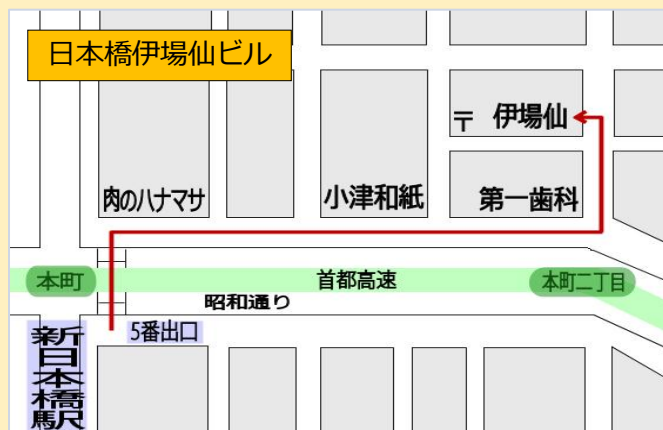 日本橋伊場仙ビル
〒 伊場仙
肉のハナマサ
小津和紙
第一歯科
本町
首都高速
本町二丁目
昭和通り
5番出口
新日本橋駅